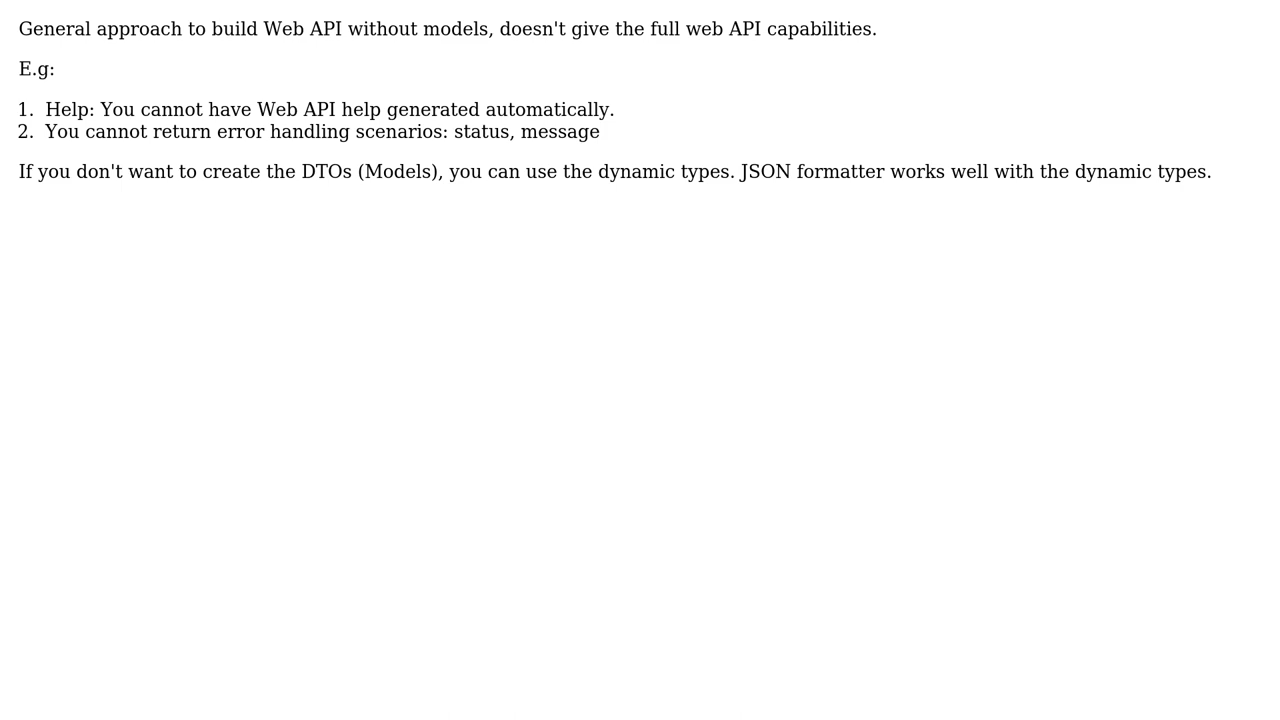 General approach to build Web API without models, doesn't give the full web API capabilities.
E.g:
1. Help: You cannot have Web API help generated automatically.
2. You cannot return error handling scenarios: status, message
If you don't want to create the DTOs (Models), you can use the dynamic types. JSON formatter works well with the dynamic types.